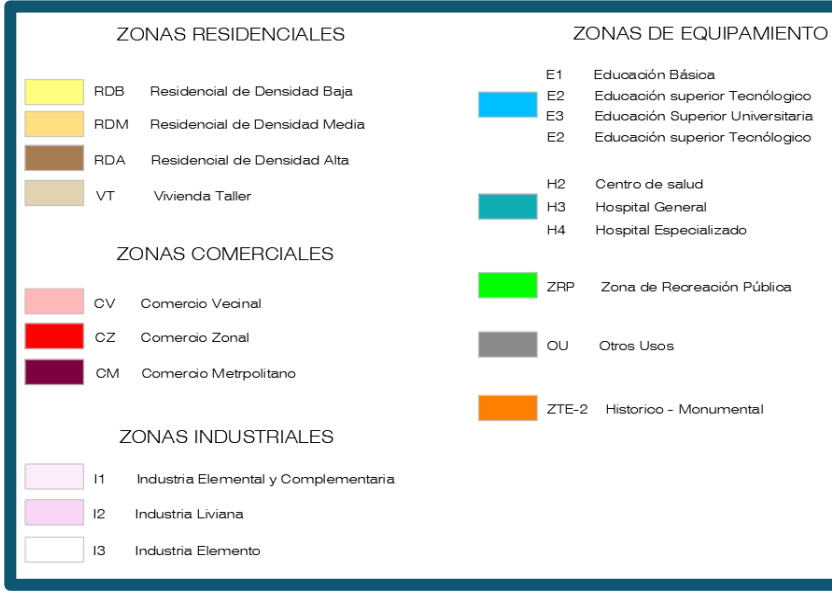 ZONAS RESIDENCIALES
RDB Residencial de Densidad Baja
RDM Residencial de Densidad Media
RDA Residencial de Densidad Alta
VT Vivienda Taller
ZONAS COMERCIALES
CV Comercio Vecinal
CZ Comercio Zonal
CM Comercio Metrpolitano
ZONAS INDUSTRIALES
I1 Industria Elemental y Complementaria
I2 Industria Liviana
I3 Industria Elemento
ZONAS DE EQUIPAMIENTO
E1 Educación Básica
E2 Educación superior Tecnólogico
E3 Educación Superior Universitaria
E2 Educación superior Tecnólogico
H2 Centro de salud
H3 Hospital General
H4 Hospital Especializado
ZRP Zona de Recreación Pública
OU Otros Usos
ZTE-2 Historico - Monumental